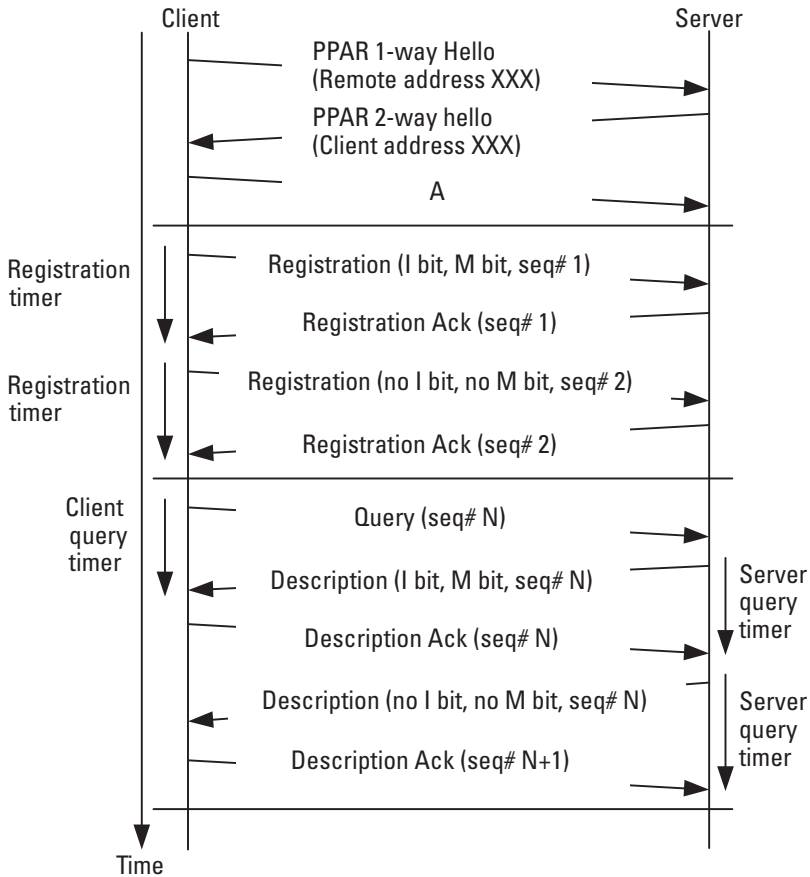 Client
Server
PPAR 1-way Hello
(Remote address XXX)
PPAR 2-way hello
(Client address XXX)
A
Registration
timer
Registration (I bit, M bit, seq# 1)
Registration Ack (seq# 1)
Registration
timer
Registration (no I bit, no M bit, seq# 2)
Registration Ack (seq# 2)
Client
query
timer
Query (seq# N)
Description (I bit, M bit, seq# N)
Server
query
timer
Description Ack (seq# N)
Description (no I bit, no M bit, seq# N)
Server
query
timer
Description Ack (seq# N+1)
Time